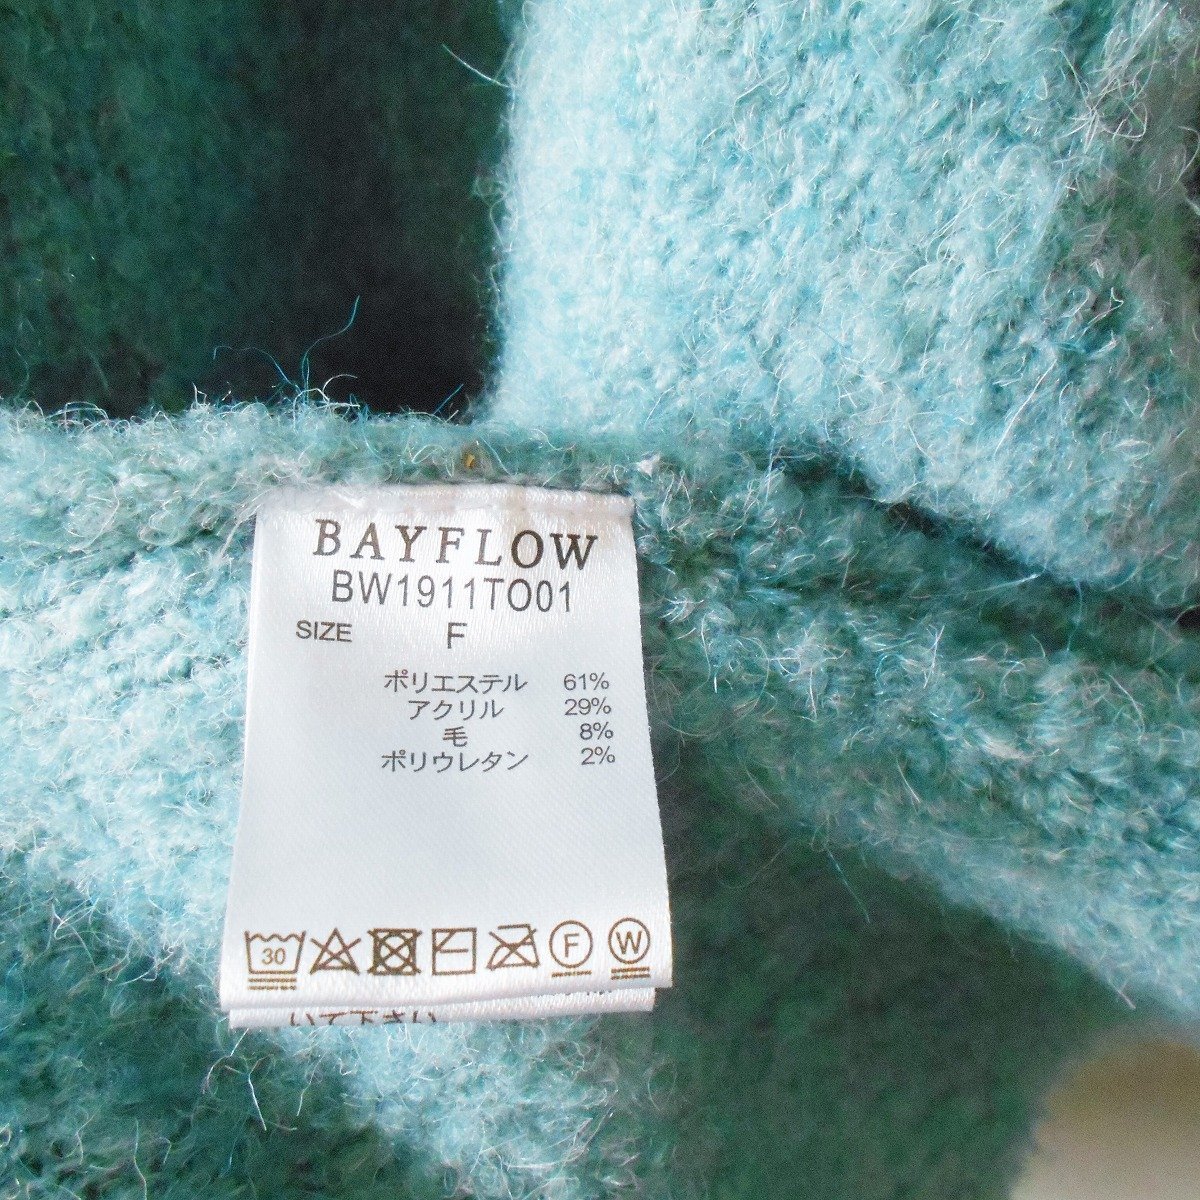 BAYFLOW
BW1911TO01
SIZE F
ポリエステル 61%
アクリル 29%
毛 8%
ポリウレタン 2%
30 F W
いて下さい